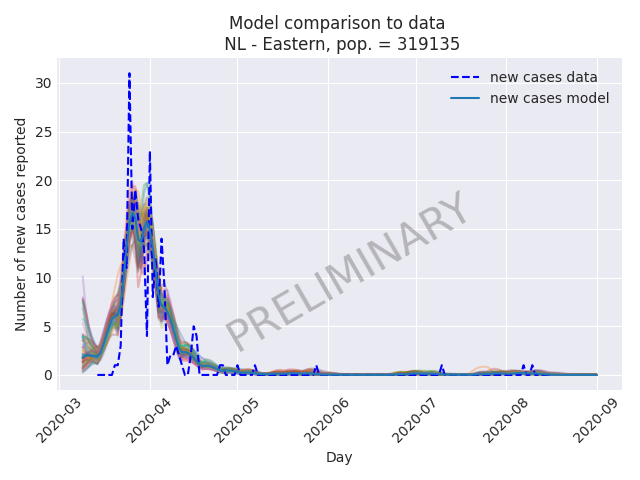 Model comparison to data
NL - Eastern, pop. = 319135
new cases data
new cases model
PRELIMINARY
Number of new cases reported
30
25
20
15
10
5
0
2020-03
2020-04
2020-05
2020-06
2020-07
2020-08
2020-09
Day